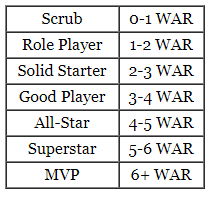 Scrub 0-1 WAR
Role Player 1-2 WAR
Solid Starter 2-3 WAR
Good Player 3-4 WAR
All-Star 4-5 WAR
Superstar 5-6 WAR
MVP 6+ WAR